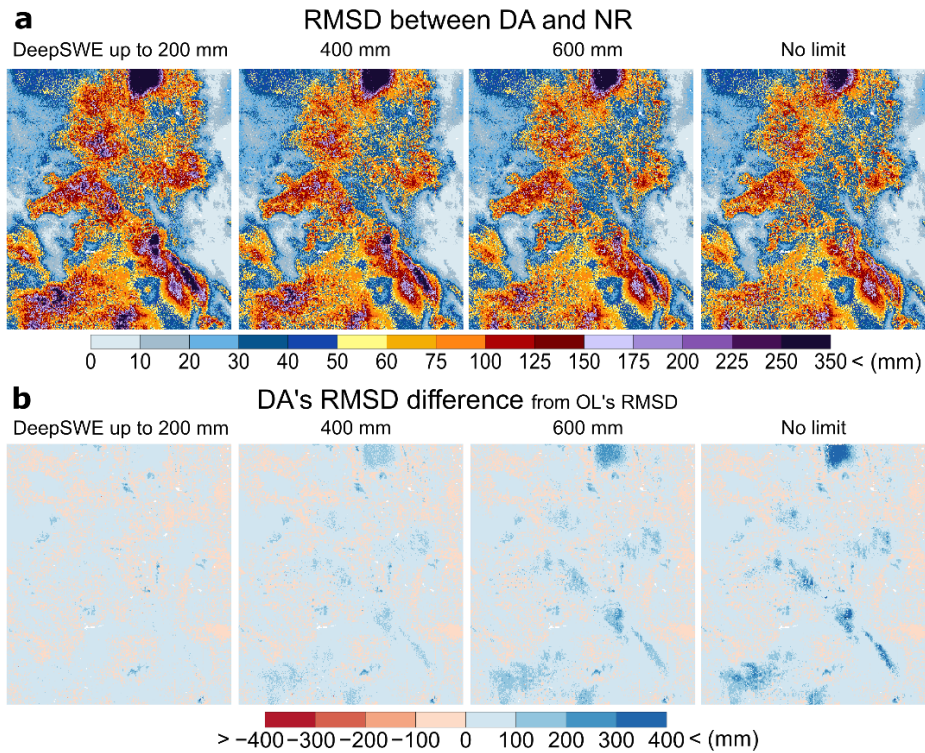 a
RMSD between DA and NR
DeepSWE up to 200 mm 400 mm 600 mm No limit
0 10 20 30 40 50 60 75 100 125 150 175 200 225 250 350 < (mm)
b
DA's RMSD difference from OL's RMSD
DeepSWE up to 200 mm 400 mm 600 mm No limit
> −400 −300 −200 −100 0 100 200 300 400 < (mm)